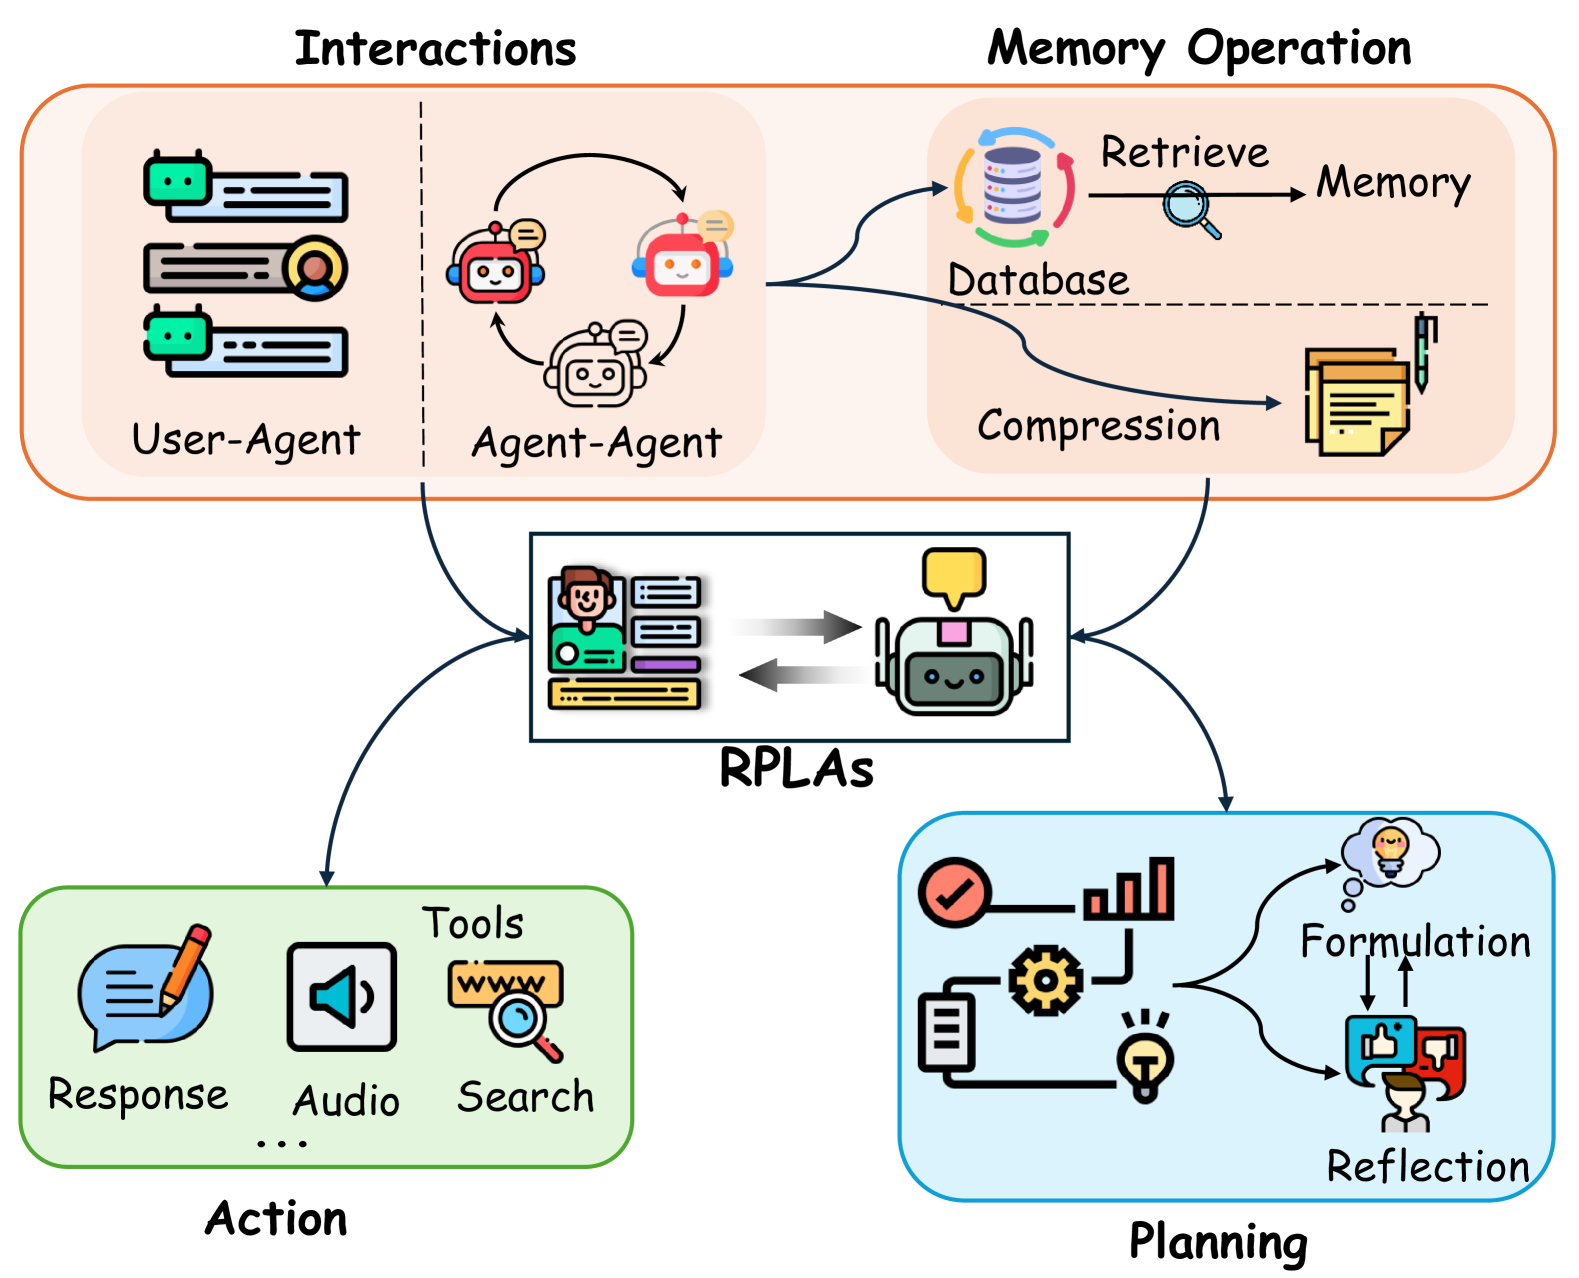 Interactions
Memory Operation
Retrieve
Memory
Database
User-Agent
Agent-Agent
Compression
RPLAs
Tools
www
Response
Audio
Search
...
Action
Formulation
Reflection
Planning